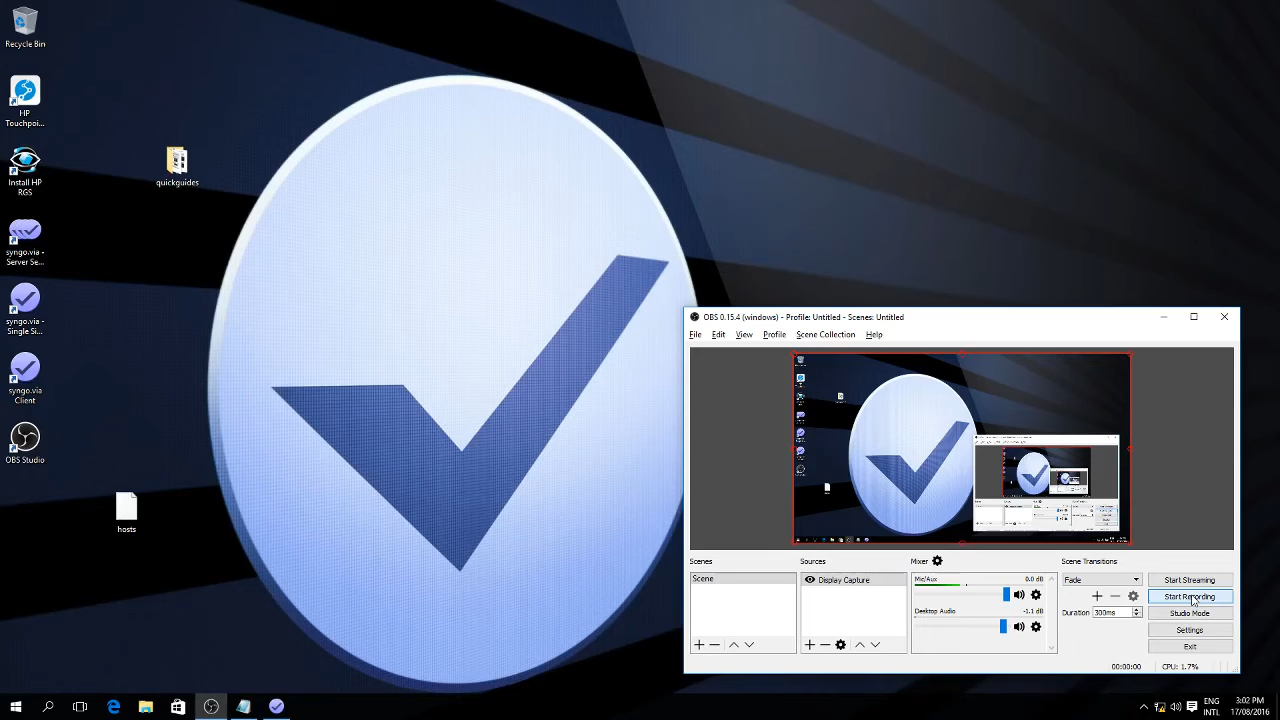 Recycle Bin
HP
Touchpoi...
Install HP
RGS
syngo.via -
Server Se...
syngo.via -
Single Si...
syngo.via
Client
OBS Studio
quickguides
hosts
OBS 0.15.4 (windows) - Profile: Untitled - Scenes: Untitled
File Edit View Profile Scene Collection Help
Scenes
Scene
Sources
Display Capture
Mixer
Mic/Aux 0.0 dB
Desktop Audio -1.1 dB
Scene Transitions
Fade
Duration 300ms
Start Streaming
Start Recording
Studio Mode
Settings
Exit
00:00:00 CPU: 1.7%
ENG
INTL
3:02 PM
17/08/2016